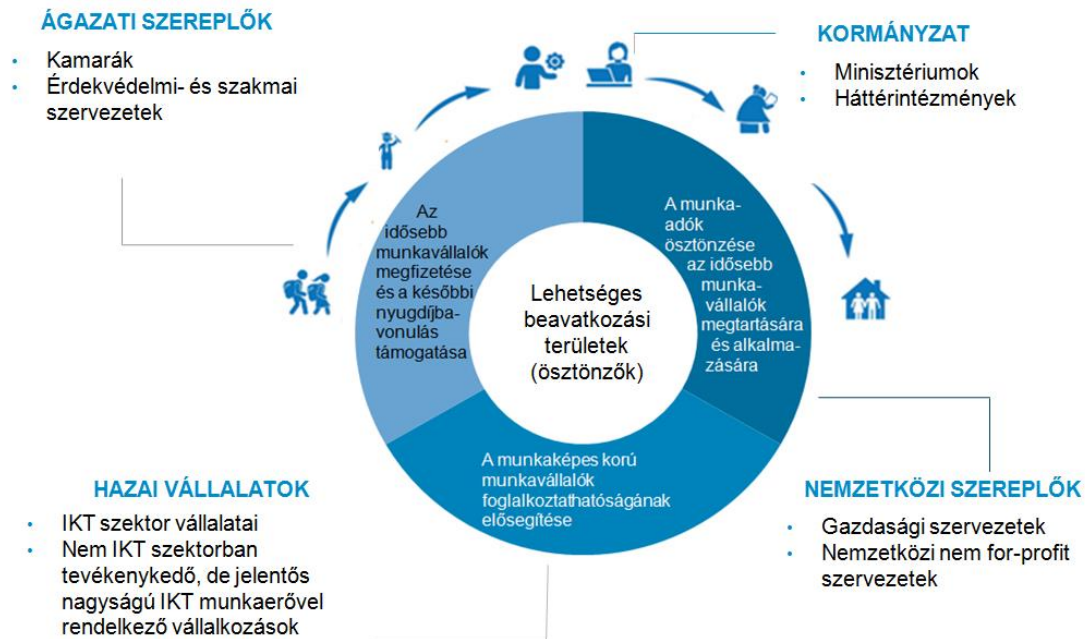 ÁGAZATI SZEREPLŐK
• Kamarák
• Érdekvédelmi- és szakmai
szervezetek
KORMÁNYZAT
• Minisztériumok
• Háttérintézmények
Az
idősebb
munkavállalók
megfizetése
és a későbbi
nyugdíjba-
vonulás
támogatása
A munka-
adók
ösztönzése
az idősebb
munka-
vállalók
megtartására
és alkalma-
zására
Lehetséges
beavatkozási
területek
(ösztönzők)
A munkaképes korú
munkavállalók
foglalkoztathatóságának
elősegítése
HAZAI VÁLLALATOK
• IKT szektor vállalatai
• Nem IKT szektorban
tevékenykedő, de jelentős
nagyságú IKT munkaerővel
rendelkező vállalkozások
NEMZETKÖZI SZEREPLŐK
• Gazdasági szervezetek
• Nemzetközi nem for-profit
szervezetek